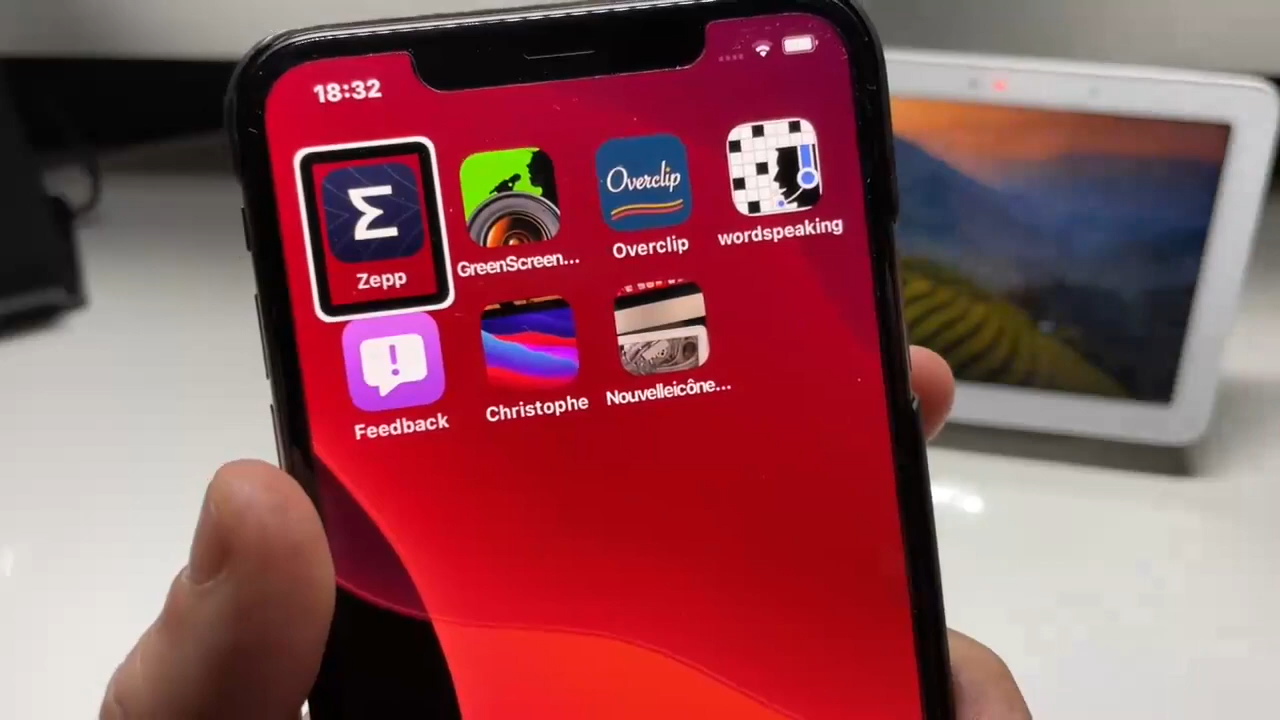 18:32
Overclip
Zepp
GreenScreen...
Overclip
wordspeaking
Feedback
Christophe
Nouvelleicône...